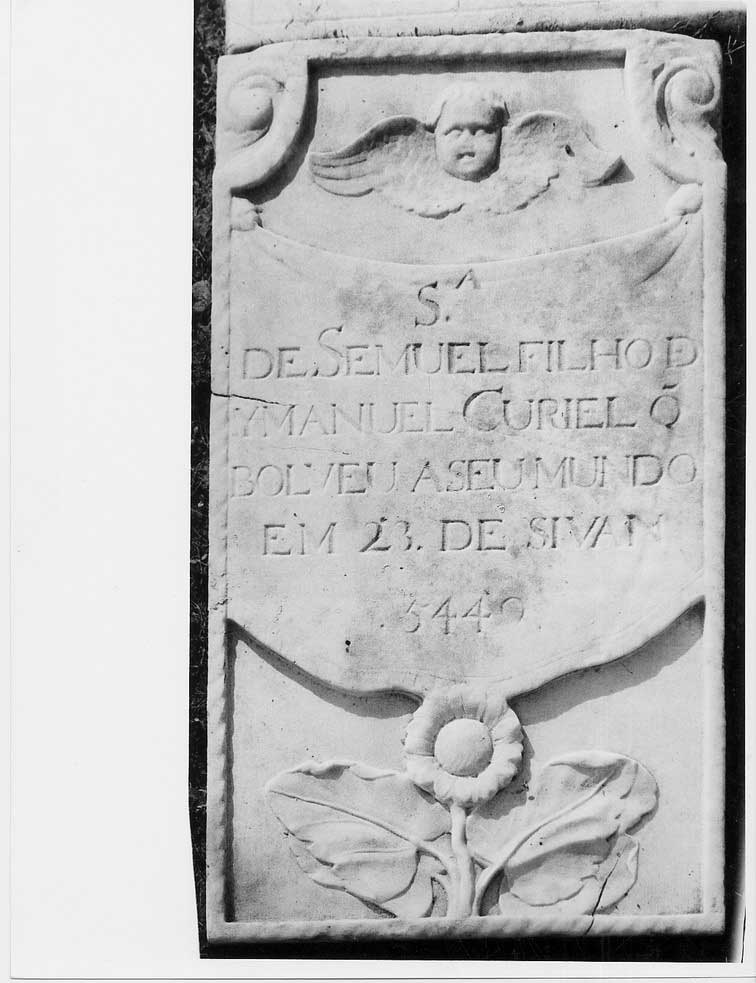 S.ᴬ
DE SEMUEL FILHO D
YMANUEL CURIEL Q̃
BOLVEU A SEU MUNDO
EM 23. DE SIVAN
.5449.